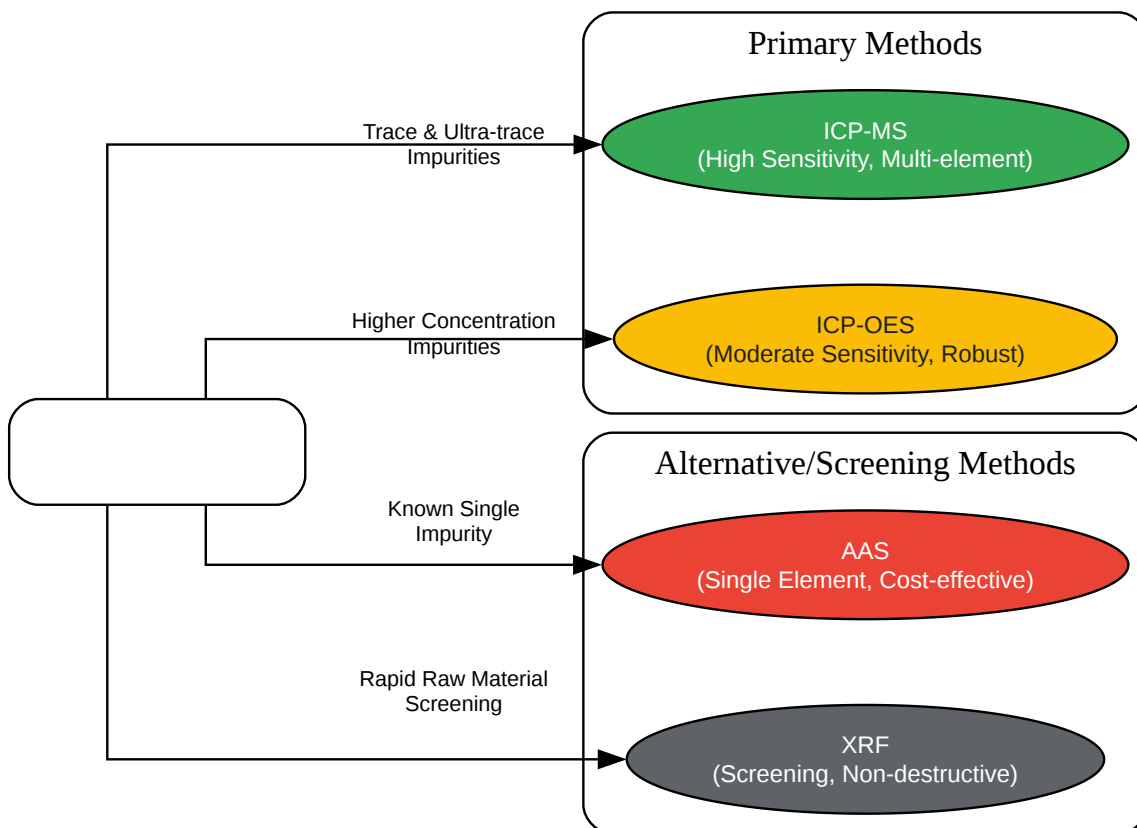 Primary Methods
Trace & Ultra-trace
Impurities
ICP-MS
(High Sensitivity, Multi-element)
Higher Concentration
Impurities
ICP-OES
(Moderate Sensitivity, Robust)
Alternative/Screening Methods
Known Single
Impurity
AAS
(Single Element, Cost-effective)
Rapid Raw Material
Screening
XRF
(Screening, Non-destructive)